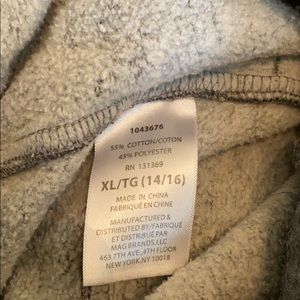 1043676
55% COTTON/COTON
45% POLYESTER
RN 131369
XL/TG (14/16)
MADE IN CHINA
FABRIQUÉ EN CHINE
MANUFACTURED &
DISTRIBUTED BY/FABRIQUÉ
ET DISTRIBUÉ PAR
MAG BRANDS,LLC
453 7TH AVE, 4TH FLOOR
NEW YORK, NY 10018